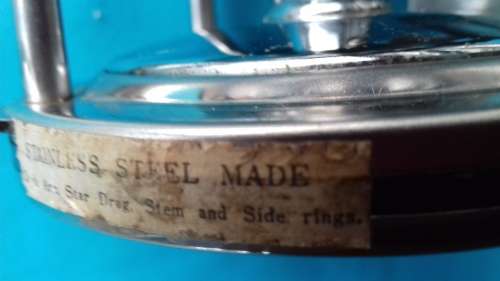 STAINLESS STEEL MADE
Star Drag, Stem and Side rings.